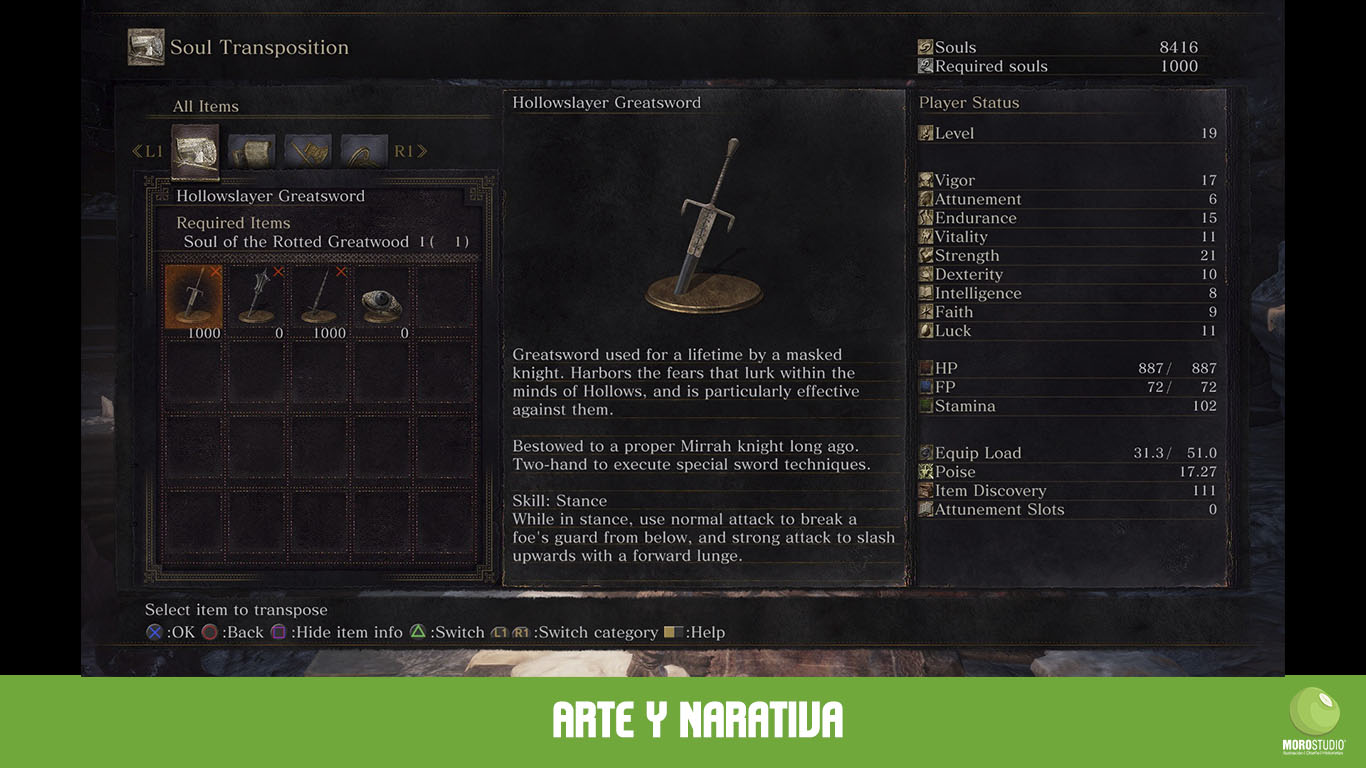 Soul Transposition
Souls 8416
Required souls 1000
All Items
L1 R1
Hollowslayer Greatsword
Required Items
Soul of the Rotted Greatwood 1( 1)
1000 0 1000 0
Hollowslayer Greatsword
Greatsword used for a lifetime by a masked
knight. Harbors the fears that lurk within the
minds of Hollows, and is particularly effective
against them.
Bestowed to a proper Mirrah knight long ago.
Two-hand to execute special sword techniques.
Skill: Stance
While in stance, use normal attack to break a
foe's guard from below, and strong attack to slash
upwards with a forward lunge.
Player Status
Level 19
Vigor 17
Attunement 6
Endurance 15
Vitality 11
Strength 21
Dexterity 10
Intelligence 8
Faith 9
Luck 11
HP 887/ 887
FP 72/ 72
Stamina 102
Equip Load 31.3/ 51.0
Poise 17.27
Item Discovery 111
Attunement Slots 0
Select item to transpose
:OK :Back :Hide item info :Switch L1 R1 :Switch category :Help
ARTE Y NARATIVA
MOROSTUDIO